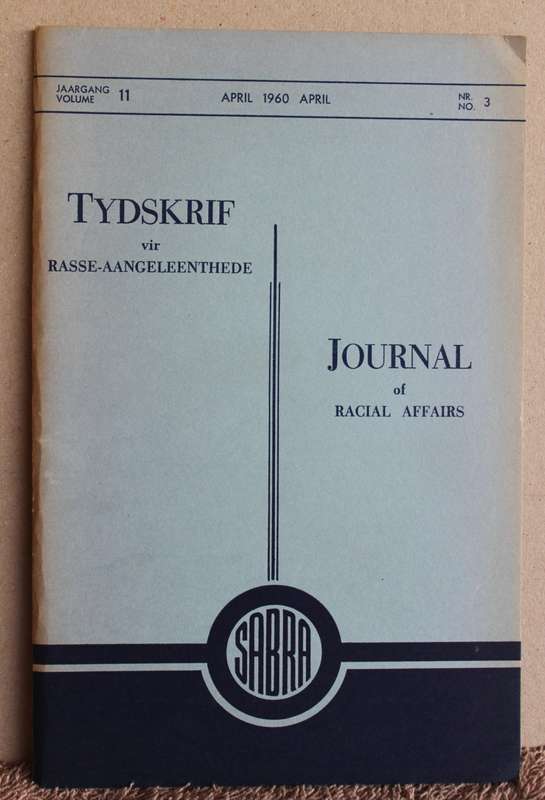 JAARGANG
VOLUME 11
APRIL 1960 APRIL
NR.
NO. 3
TYDSKRIF
vir
RASSE-AANGELEENTHEDE
JOURNAL
of
RACIAL AFFAIRS
SABRA